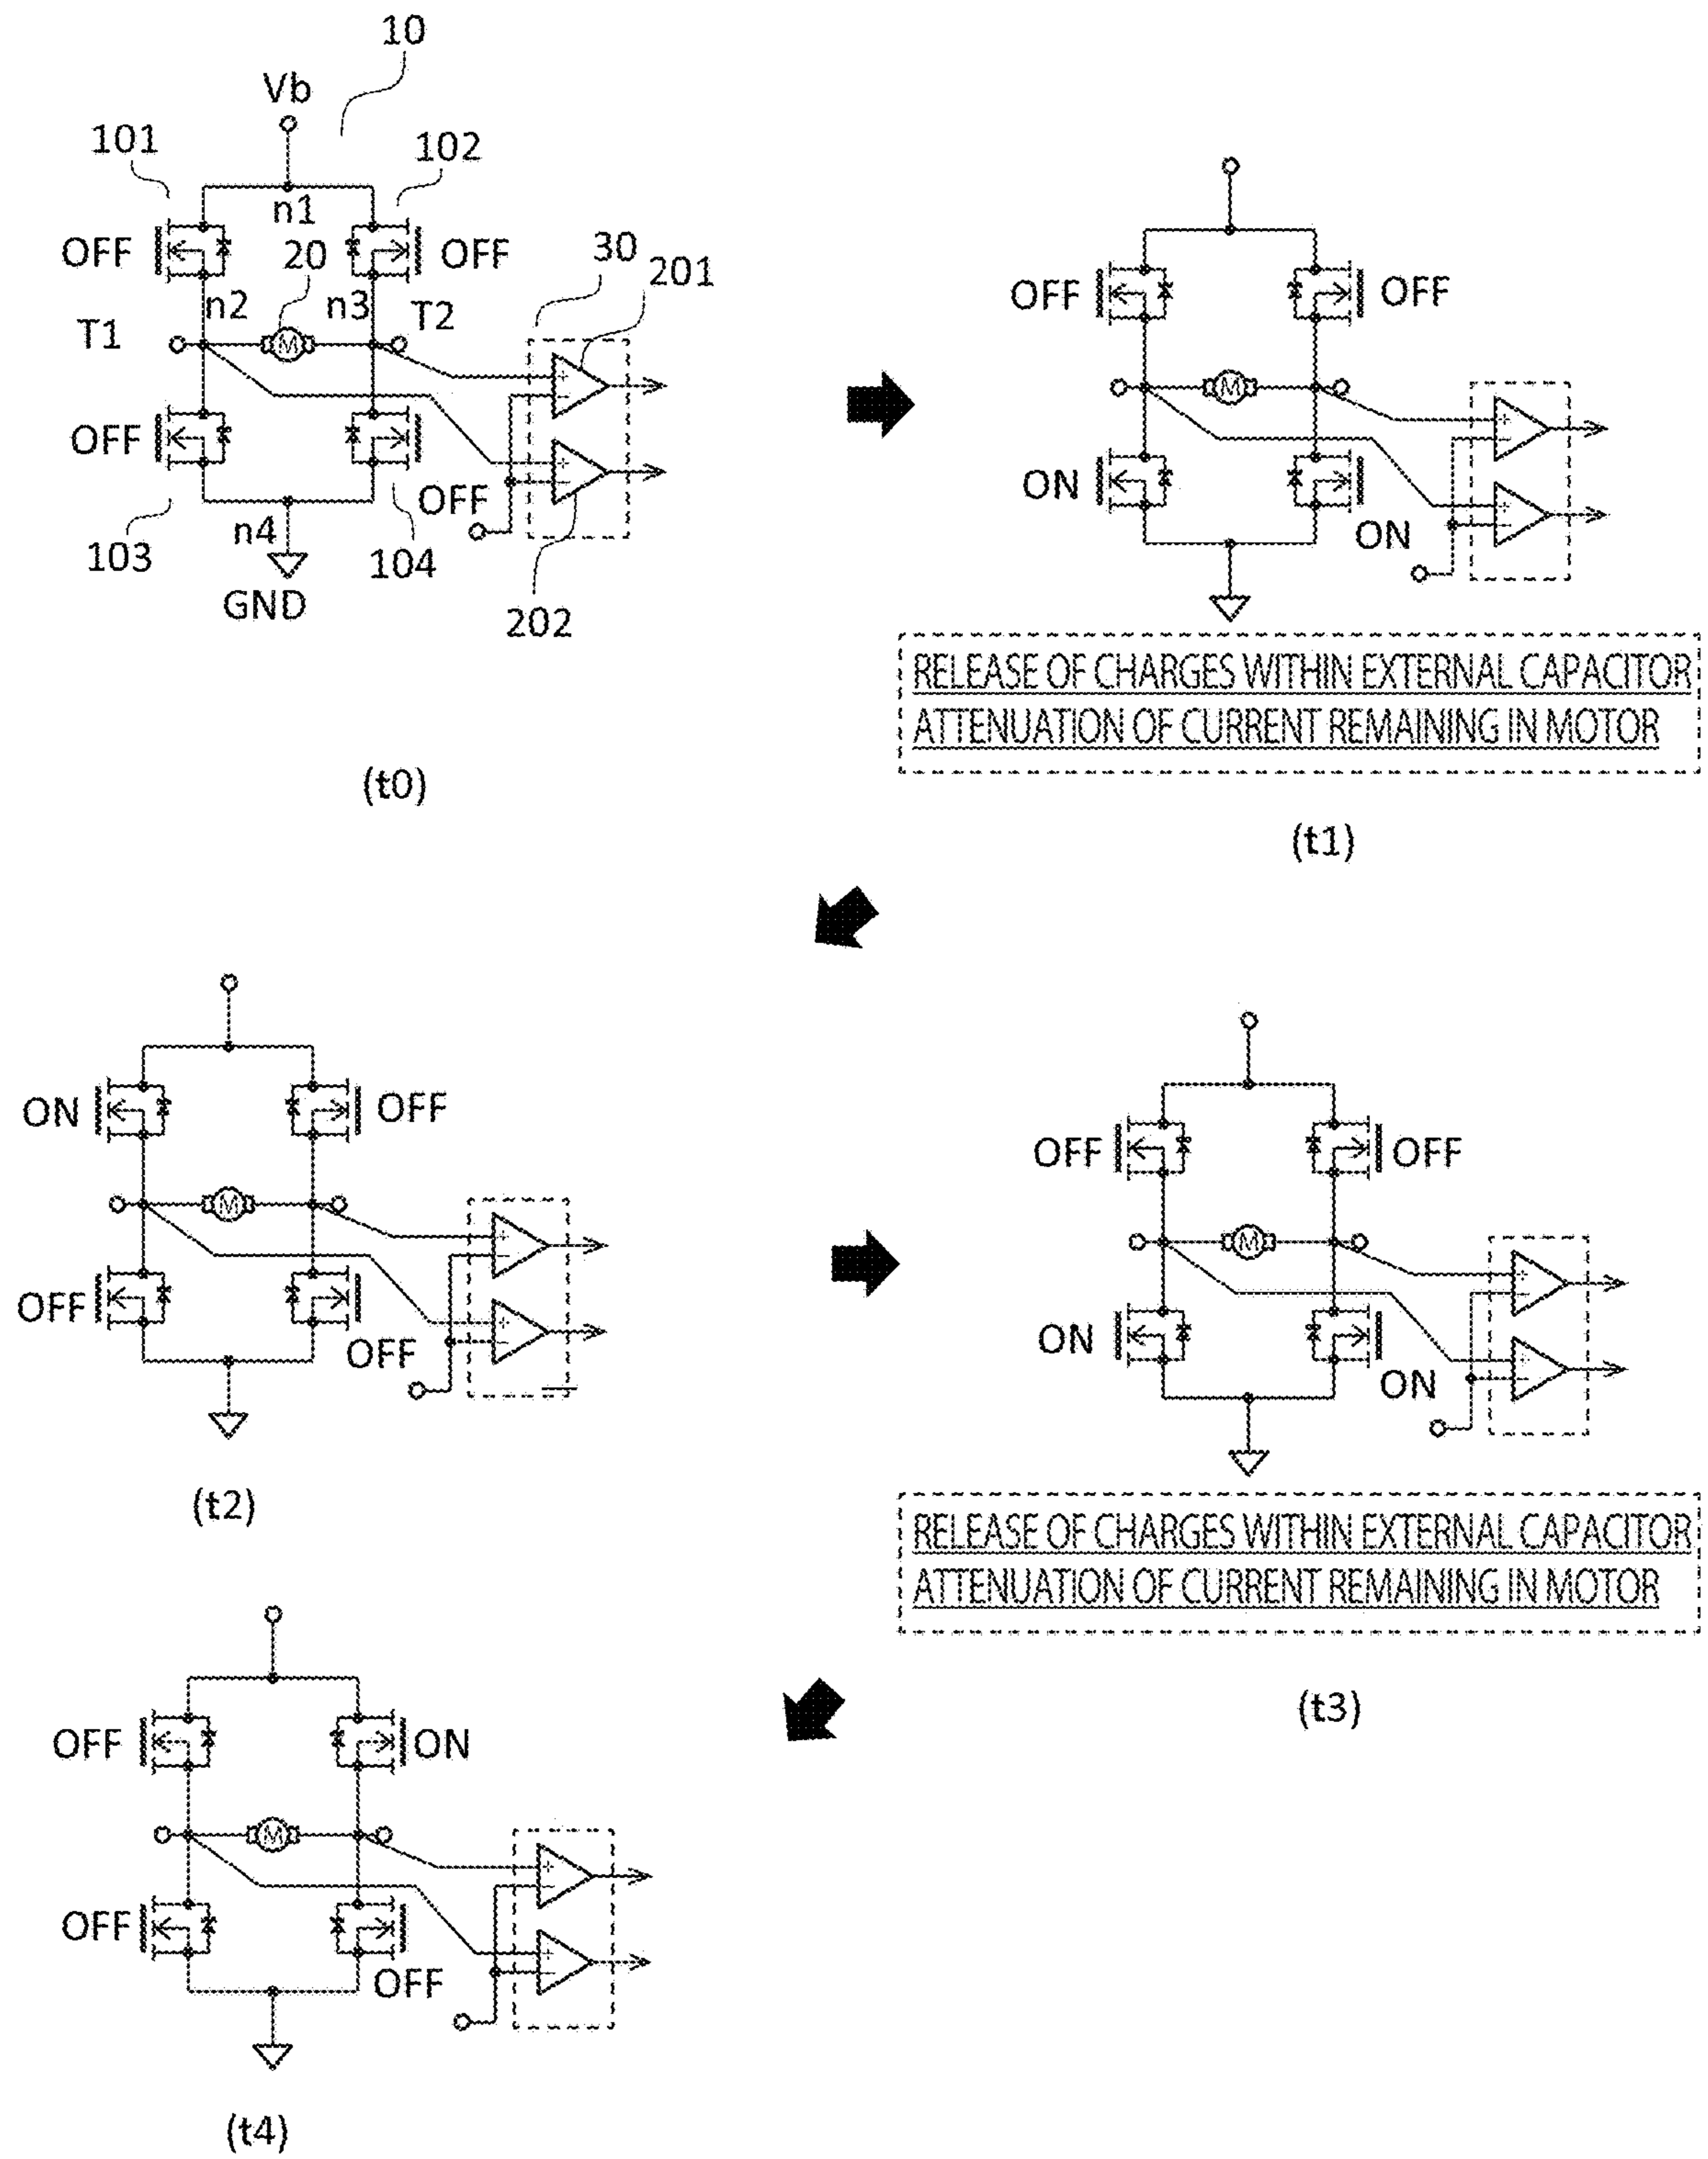 10
Vb
101
102
n1
OFF
20
OFF
30
201
n2
n3
T1
T2
M
+
−
OFF
+
−
OFF
n4
103
104
GND
202
(t0)
OFF
OFF
M
+
−
ON
+
−
ON
RELEASE OF CHARGES WITHIN EXTERNAL CAPACITOR
ATTENUATION OF CURRENT REMAINING IN MOTOR
(t1)
ON
OFF
M
+
−
OFF
+
−
OFF
(t2)
OFF
OFF
M
+
−
ON
+
−
ON
RELEASE OF CHARGES WITHIN EXTERNAL CAPACITOR
ATTENUATION OF CURRENT REMAINING IN MOTOR
(t3)
OFF
ON
M
+
−
OFF
+
−
OFF
(t4)